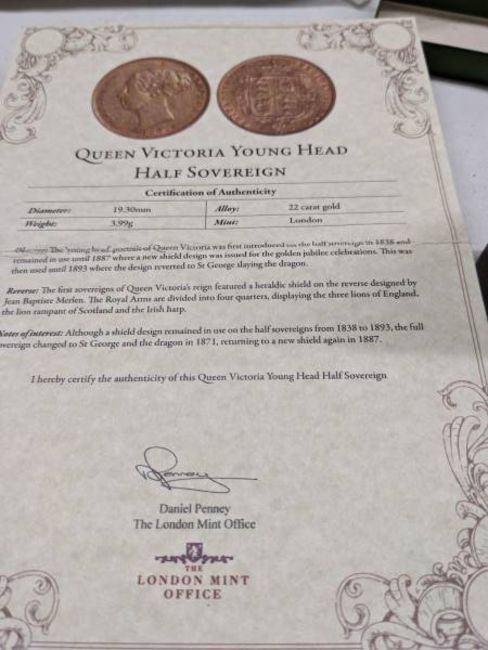 QUEEN VICTORIA YOUNG HEAD
HALF SOVEREIGN
Certification of Authenticity
Diameter: 19.30mm Alloy: 22 carat gold
Weight: 3.99g Mint: London
The 'young head' portrait of Queen Victoria was first introduced on the half sovereign in 1838 and
remained in use until 1887 where a new shield design was issued for the golden jubilee celebrations. This was
then used until 1893 where the design reverted to St George slaying the dragon.
Reverse: The first sovereigns of Queen Victoria's reign featured a heraldic shield on the reverse designed by
Jean Baptiste Merlen. The Royal Arms are divided into four quarters, displaying the three lions of England,
the lion rampant of Scotland and the Irish harp.
Notes of interest: Although a shield design remained in use on the half sovereigns from 1838 to 1893, the full
vereign changed to St George and the dragon in 1871, returning to a new shield again in 1887.
I hereby certify the authenticity of this Queen Victoria Young Head Half Sovereign
Daniel Penney
The London Mint Office
THE
LONDON MINT
OFFICE